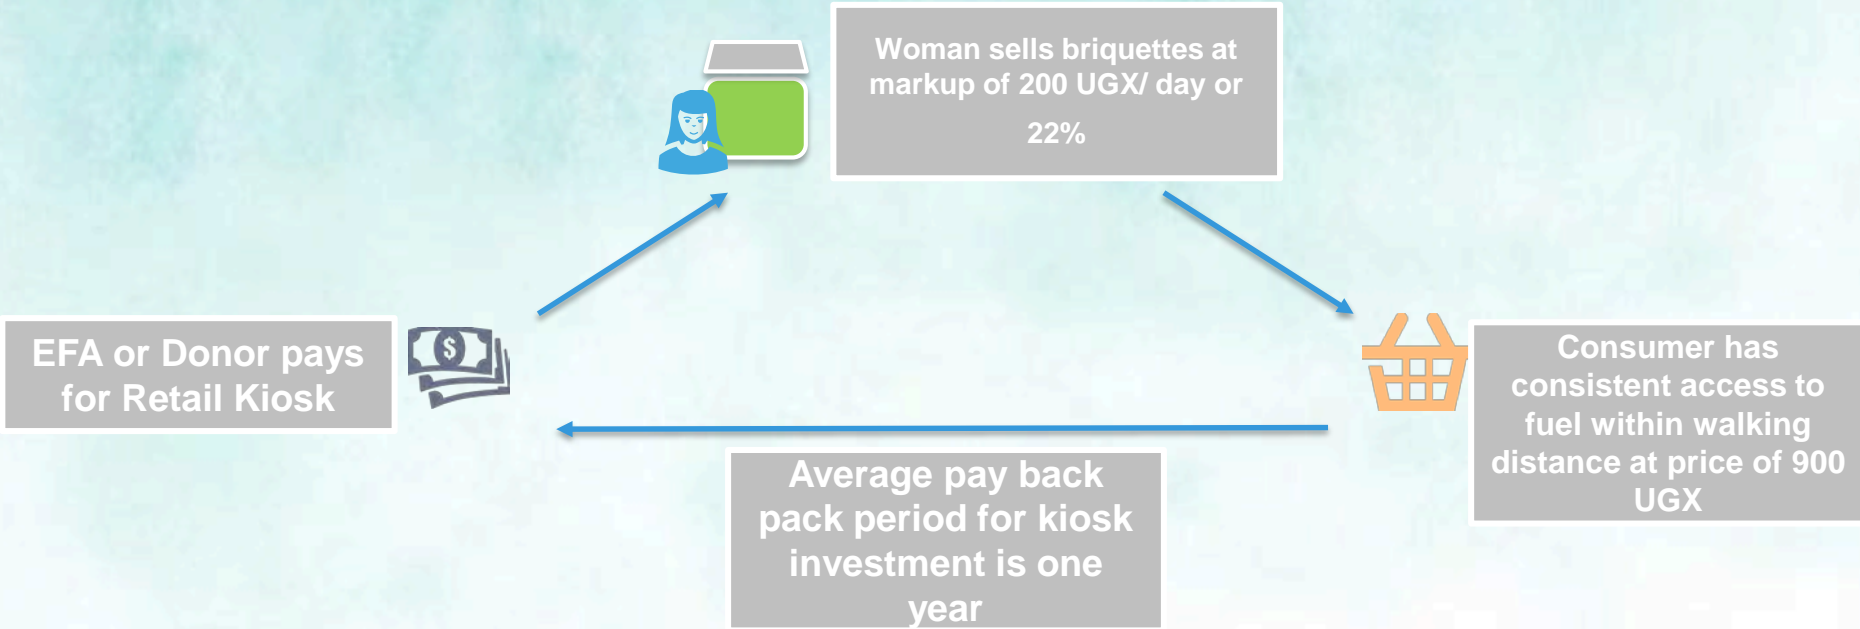 Woman sells briquettes at
markup of 200 UGX/ day or
22%
EFA or Donor pays
for Retail Kiosk
$
Consumer has
consistent access to
fuel within walking
distance at price of 900
UGX
Average pay back
pack period for kiosk
investment is one
year